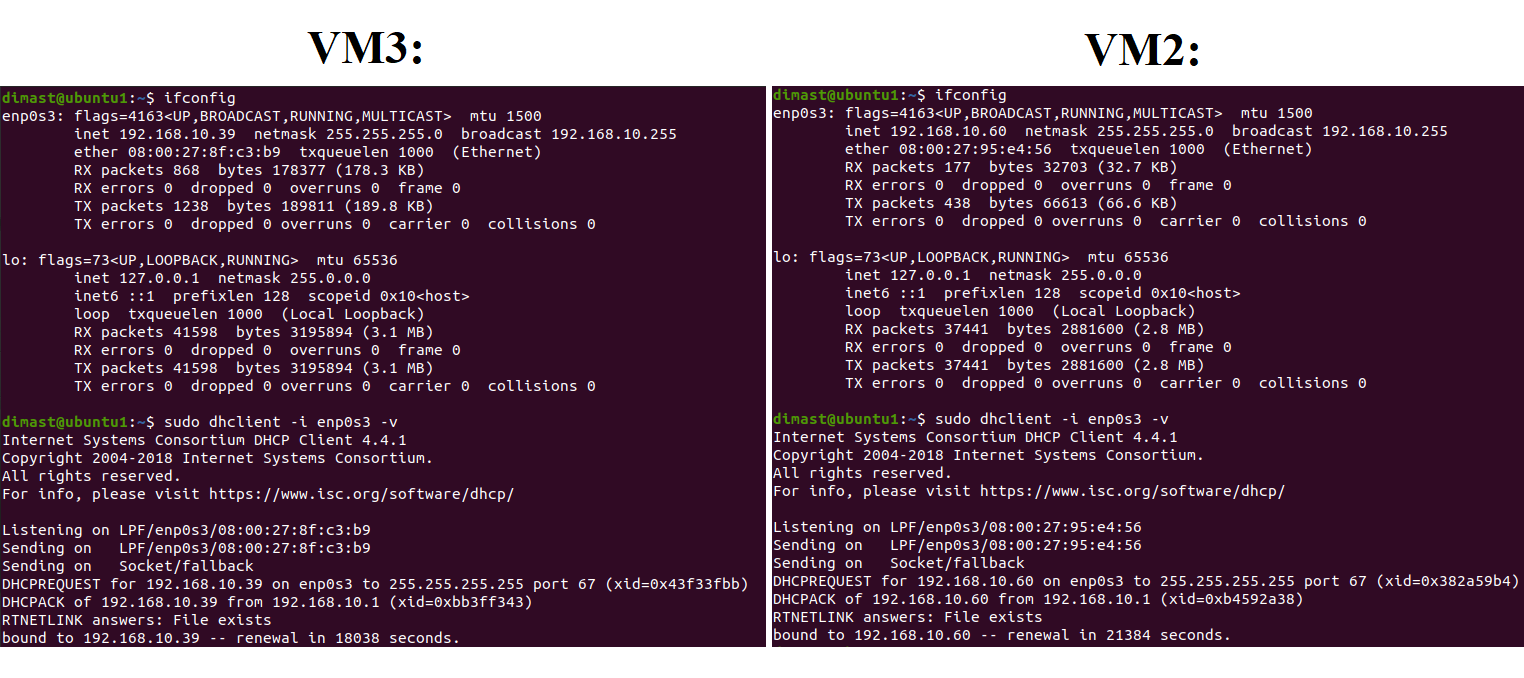 VM3:
dimast@ubuntu1:~$ ifconfig
enp0s3: flags=4163<UP,BROADCAST,RUNNING,MULTICAST>  mtu 1500
        inet 192.168.10.39  netmask 255.255.255.0  broadcast 192.168.10.255
        ether 08:00:27:8f:c3:b9  txqueuelen 1000  (Ethernet)
        RX packets 868  bytes 178377 (178.3 KB)
        RX errors 0  dropped 0  overruns 0  frame 0
        TX packets 1238  bytes 189811 (189.8 KB)
        TX errors 0  dropped 0 overruns 0  carrier 0  collisions 0

lo: flags=73<UP,LOOPBACK,RUNNING>  mtu 65536
        inet 127.0.0.1  netmask 255.0.0.0
        inet6 ::1  prefixlen 128  scopeid 0x10<host>
        loop  txqueuelen 1000  (Local Loopback)
        RX packets 41598  bytes 3195894 (3.1 MB)
        RX errors 0  dropped 0  overruns 0  frame 0
        TX packets 41598  bytes 3195894 (3.1 MB)
        TX errors 0  dropped 0 overruns 0  carrier 0  collisions 0

dimast@ubuntu1:~$ sudo dhclient -i enp0s3 -v
Internet Systems Consortium DHCP Client 4.4.1
Copyright 2004-2018 Internet Systems Consortium.
All rights reserved.
For info, please visit https://www.isc.org/software/dhcp/

Listening on LPF/enp0s3/08:00:27:8f:c3:b9
Sending on   LPF/enp0s3/08:00:27:8f:c3:b9
Sending on   Socket/fallback
DHCPREQUEST for 192.168.10.39 on enp0s3 to 255.255.255.255 port 67 (xid=0x43f33fbb)
DHCPACK of 192.168.10.39 from 192.168.10.1 (xid=0xbb3ff343)
RTNETLINK answers: File exists
bound to 192.168.10.39 -- renewal in 18038 seconds.
VM2:
dimast@ubuntu1:~$ ifconfig
enp0s3: flags=4163<UP,BROADCAST,RUNNING,MULTICAST>  mtu 1500
        inet 192.168.10.60  netmask 255.255.255.0  broadcast 192.168.10.255
        ether 08:00:27:95:e4:56  txqueuelen 1000  (Ethernet)
        RX packets 177  bytes 32703 (32.7 KB)
        RX errors 0  dropped 0  overruns 0  frame 0
        TX packets 438  bytes 66613 (66.6 KB)
        TX errors 0  dropped 0 overruns 0  carrier 0  collisions 0

lo: flags=73<UP,LOOPBACK,RUNNING>  mtu 65536
        inet 127.0.0.1  netmask 255.0.0.0
        inet6 ::1  prefixlen 128  scopeid 0x10<host>
        loop  txqueuelen 1000  (Local Loopback)
        RX packets 37441  bytes 2881600 (2.8 MB)
        RX errors 0  dropped 0  overruns 0  frame 0
        TX packets 37441  bytes 2881600 (2.8 MB)
        TX errors 0  dropped 0 overruns 0  carrier 0  collisions 0

dimast@ubuntu1:~$ sudo dhclient -i enp0s3 -v
Internet Systems Consortium DHCP Client 4.4.1
Copyright 2004-2018 Internet Systems Consortium.
All rights reserved.
For info, please visit https://www.isc.org/software/dhcp/

Listening on LPF/enp0s3/08:00:27:95:e4:56
Sending on   LPF/enp0s3/08:00:27:95:e4:56
Sending on   Socket/fallback
DHCPREQUEST for 192.168.10.60 on enp0s3 to 255.255.255.255 port 67 (xid=0x382a59b4)
DHCPACK of 192.168.10.60 from 192.168.10.1 (xid=0xb4592a38)
RTNETLINK answers: File exists
bound to 192.168.10.60 -- renewal in 21384 seconds.